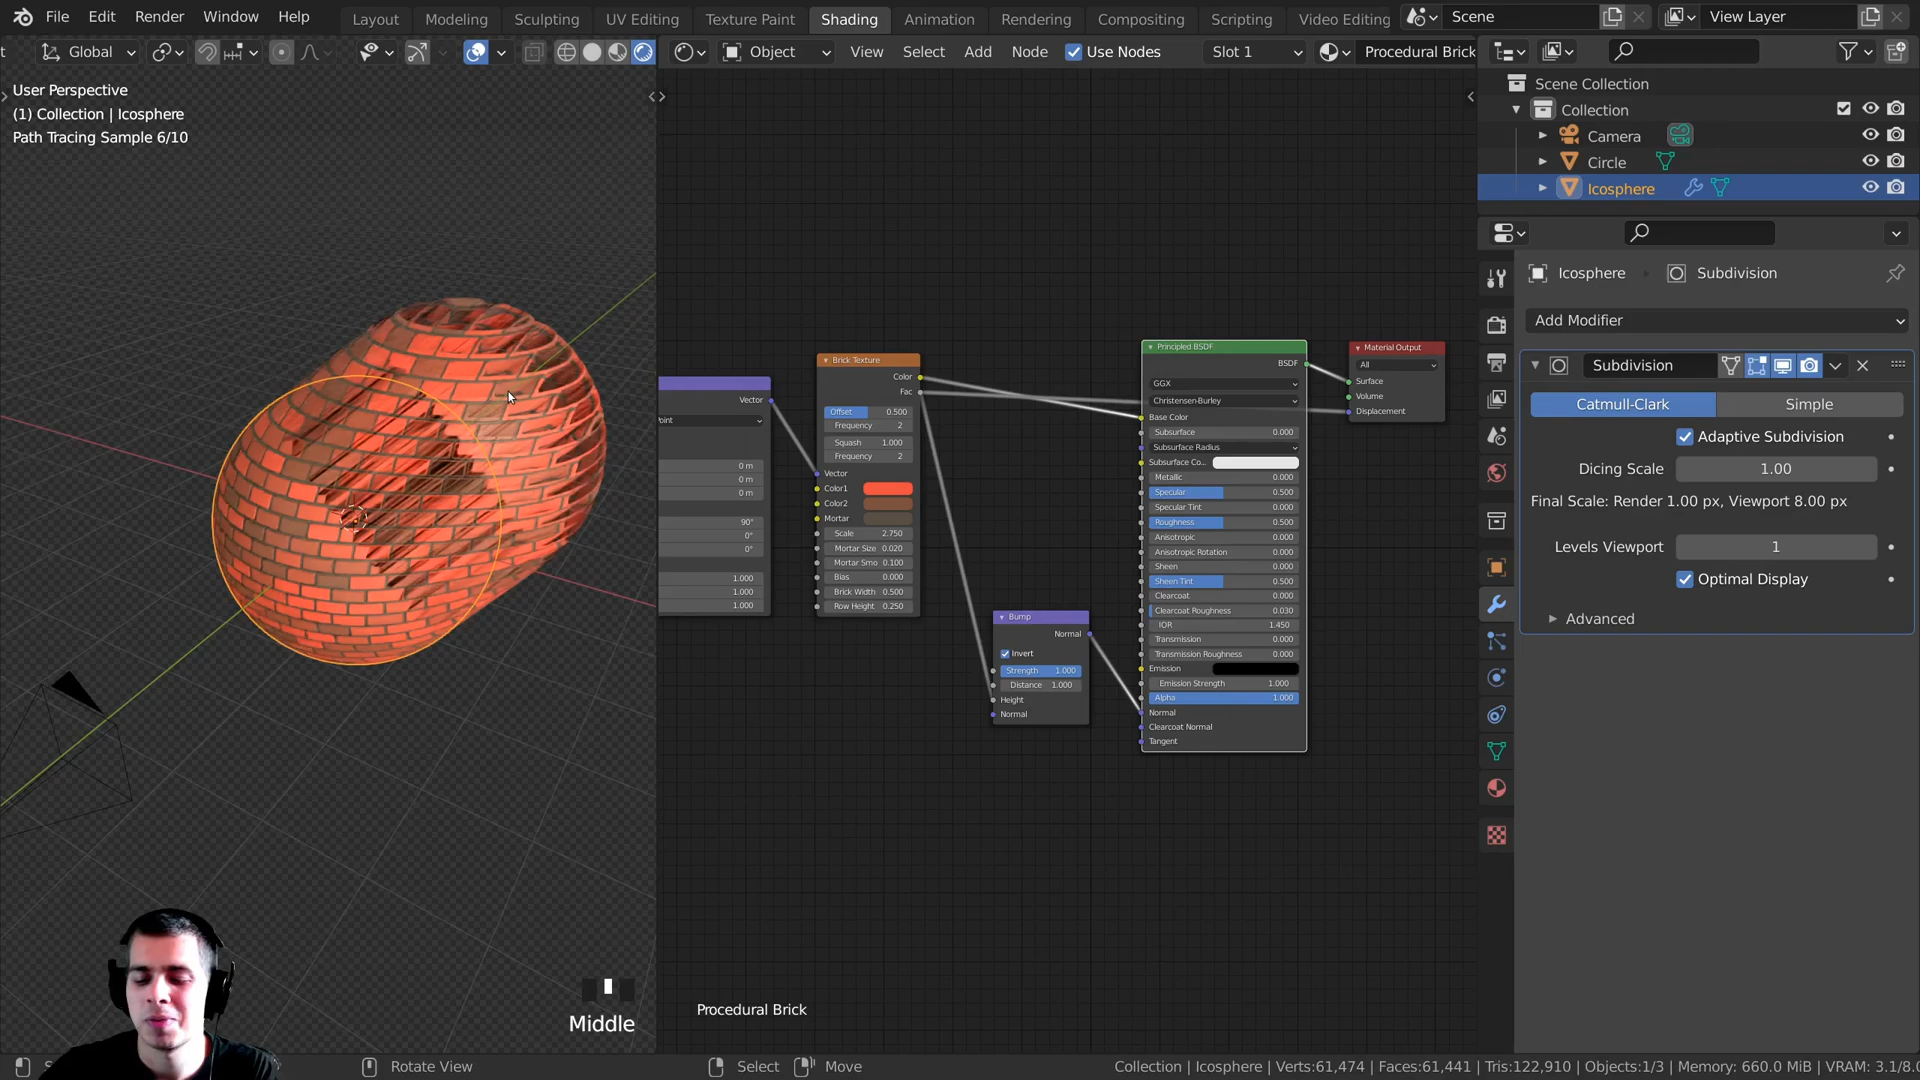 File Edit Render Window Help Layout Modeling Sculpting UV Editing Texture Paint Shading Animation Rendering Compositing Scripting Video Editing Scene View Layer
Global Object View Select Add Node Use Nodes Slot 1 Procedural Brick
User Perspective
(1) Collection | Icosphere
Path Tracing Sample 6/10
Scene Collection
Collection
Camera
Circle
Icosphere
Icosphere Subdivision
Add Modifier
Subdivision
Catmull-Clark Simple
Adaptive Subdivision
Dicing Scale 1.00
Final Scale: Render 1.00 px, Viewport 8.00 px
Levels Viewport 1
Optimal Display
Advanced
Vector
0 m
0 m
0 m
90°
0°
0°
1.000
1.000
1.000
Brick Texture
Color
Fac
Offset 0.500
Frequency 2
Squash 1.000
Frequency 2
Vector
Color1
Color2
Mortar
Scale 2.750
Mortar Size 0.020
Mortar Smo 0.100
Bias 0.000
Brick Width 0.500
Row Height 0.250
Bump
Normal
Invert
Strength 1.000
Distance 1.000
Height
Normal
Principled BSDF
BSDF
GGX
Christensen-Burley
Base Color
Subsurface 0.000
Subsurface Radius
Subsurface Co...
Metallic 0.000
Specular 0.500
Specular Tint 0.000
Roughness 0.500
Anisotropic 0.000
Anisotropic Rotation 0.000
Sheen 0.000
Sheen Tint 0.500
Clearcoat 0.000
Clearcoat Roughness 0.030
IOR 1.450
Transmission 0.000
Transmission Roughness 0.000
Emission
Emission Strength 1.000
Alpha 1.000
Normal
Clearcoat Normal
Tangent
Material Output
All
Surface
Volume
Displacement
Middle
Procedural Brick
Rotate View Select Move Collection | Icosphere | Verts:61,474 | Faces:61,441 | Tris:122,910 | Objects:1/3 | Memory: 660.0 MiB | VRAM: 3.1/8.0